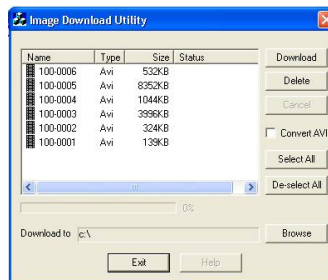 Image Download Utility
Name Type Size Status
100-0006 Avi 532KB
100-0005 Avi 8352KB
100-0004 Avi 1044KB
100-0003 Avi 3996KB
100-0002 Avi 324KB
100-0001 Avi 139KB
Download
Delete
Cancel
Convert AVI
Select All
De-select All
0%
Download to c:\
Browse
Exit Help